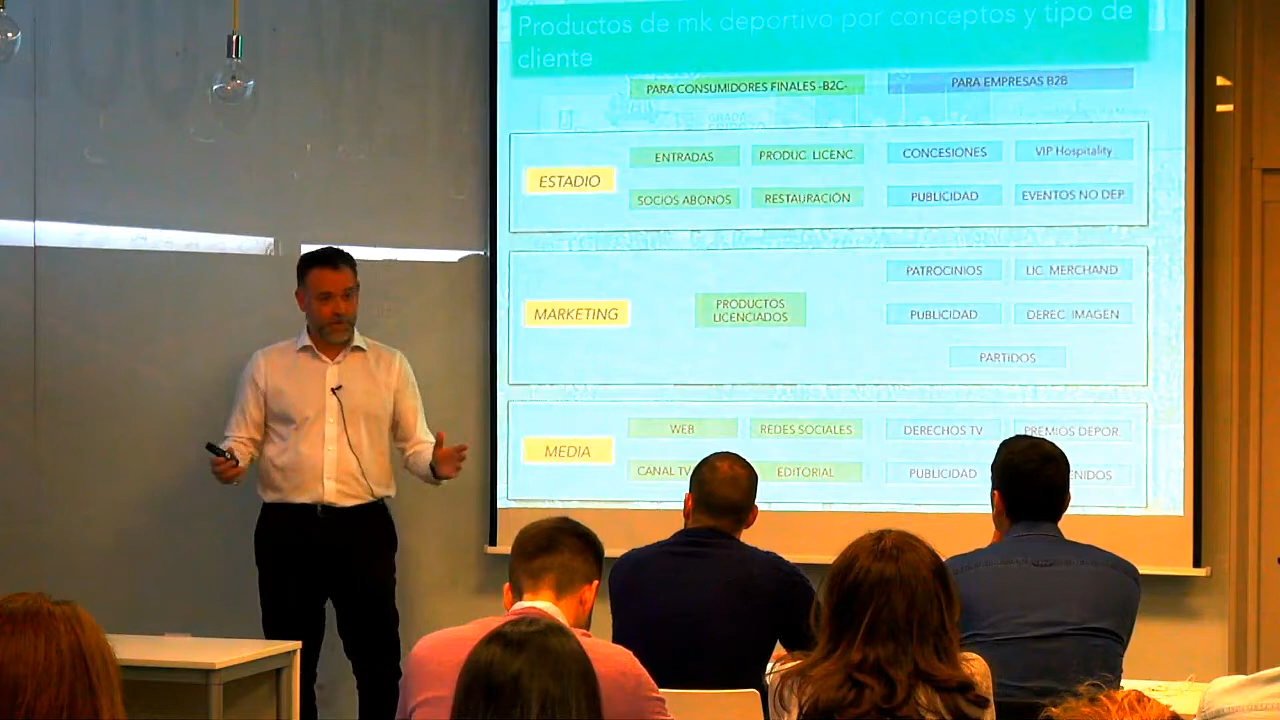 Productos de mk deportivo por conceptos y tipo de
cliente
PARA CONSUMIDORES FINALES -B2C-
PARA EMPRESAS B2B
GRADA
ESTADIO
ENTRADAS
PRODUC. LICENC
CONCESIONES
VIP Hospitality
SOCIOS ABONOS
RESTAURACIÓN
PUBLICIDAD
EVENTOS NO DEP
MARKETING
PRODUCTOS
LICENCIADOS
PATROCINIOS
LIC. MERCHAND
PUBLICIDAD
DEREC. IMAGEN
PARTIDOS
MEDIA
WEB
REDES SOCIALES
DERECHOS TV
PREMIOS DEPOR.
CANAL TV
EDITORIAL
PUBLICIDAD